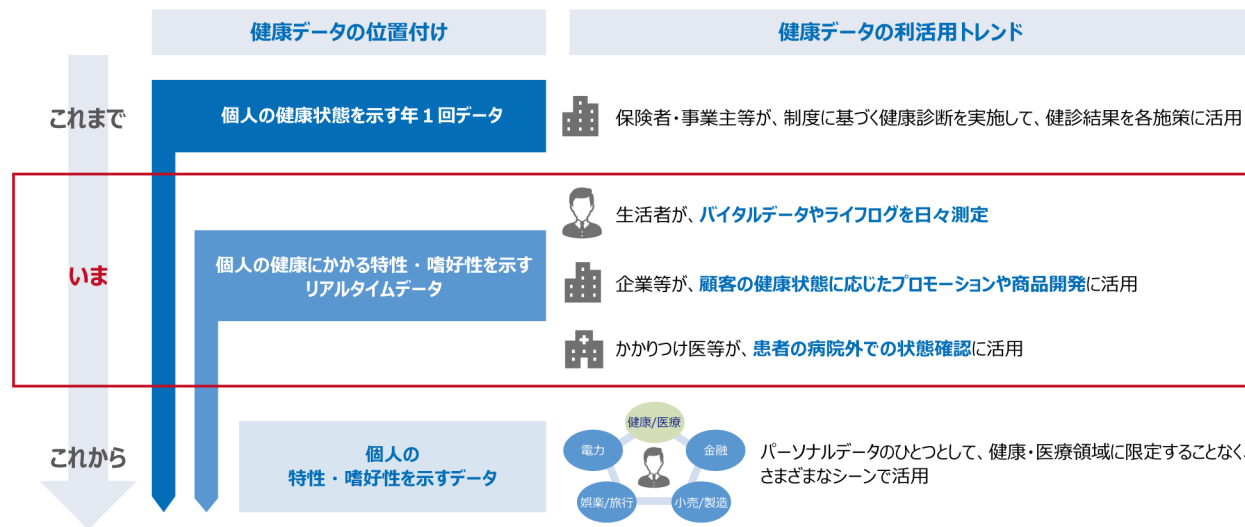 健康データの位置付け
健康データの利活用トレンド
これまで
個人の健康状態を示す年１回データ
保険者・事業主等が、制度に基づく健康診断を実施して、健診結果を各施策に活用
いま
個人の健康にかかる特性・嗜好性を示す
リアルタイムデータ
生活者が、バイタルデータやライフログを日々測定
企業等が、顧客の健康状態に応じたプロモーションや商品開発に活用
かかりつけ医等が、患者の病院外での状態確認に活用
これから
個人の
特性・嗜好性を示すデータ
健康/医療
電力
金融
娯楽/旅行
小売/製造
パーソナルデータのひとつとして、健康・医療領域に限定することなく、
さまざまなシーンで活用